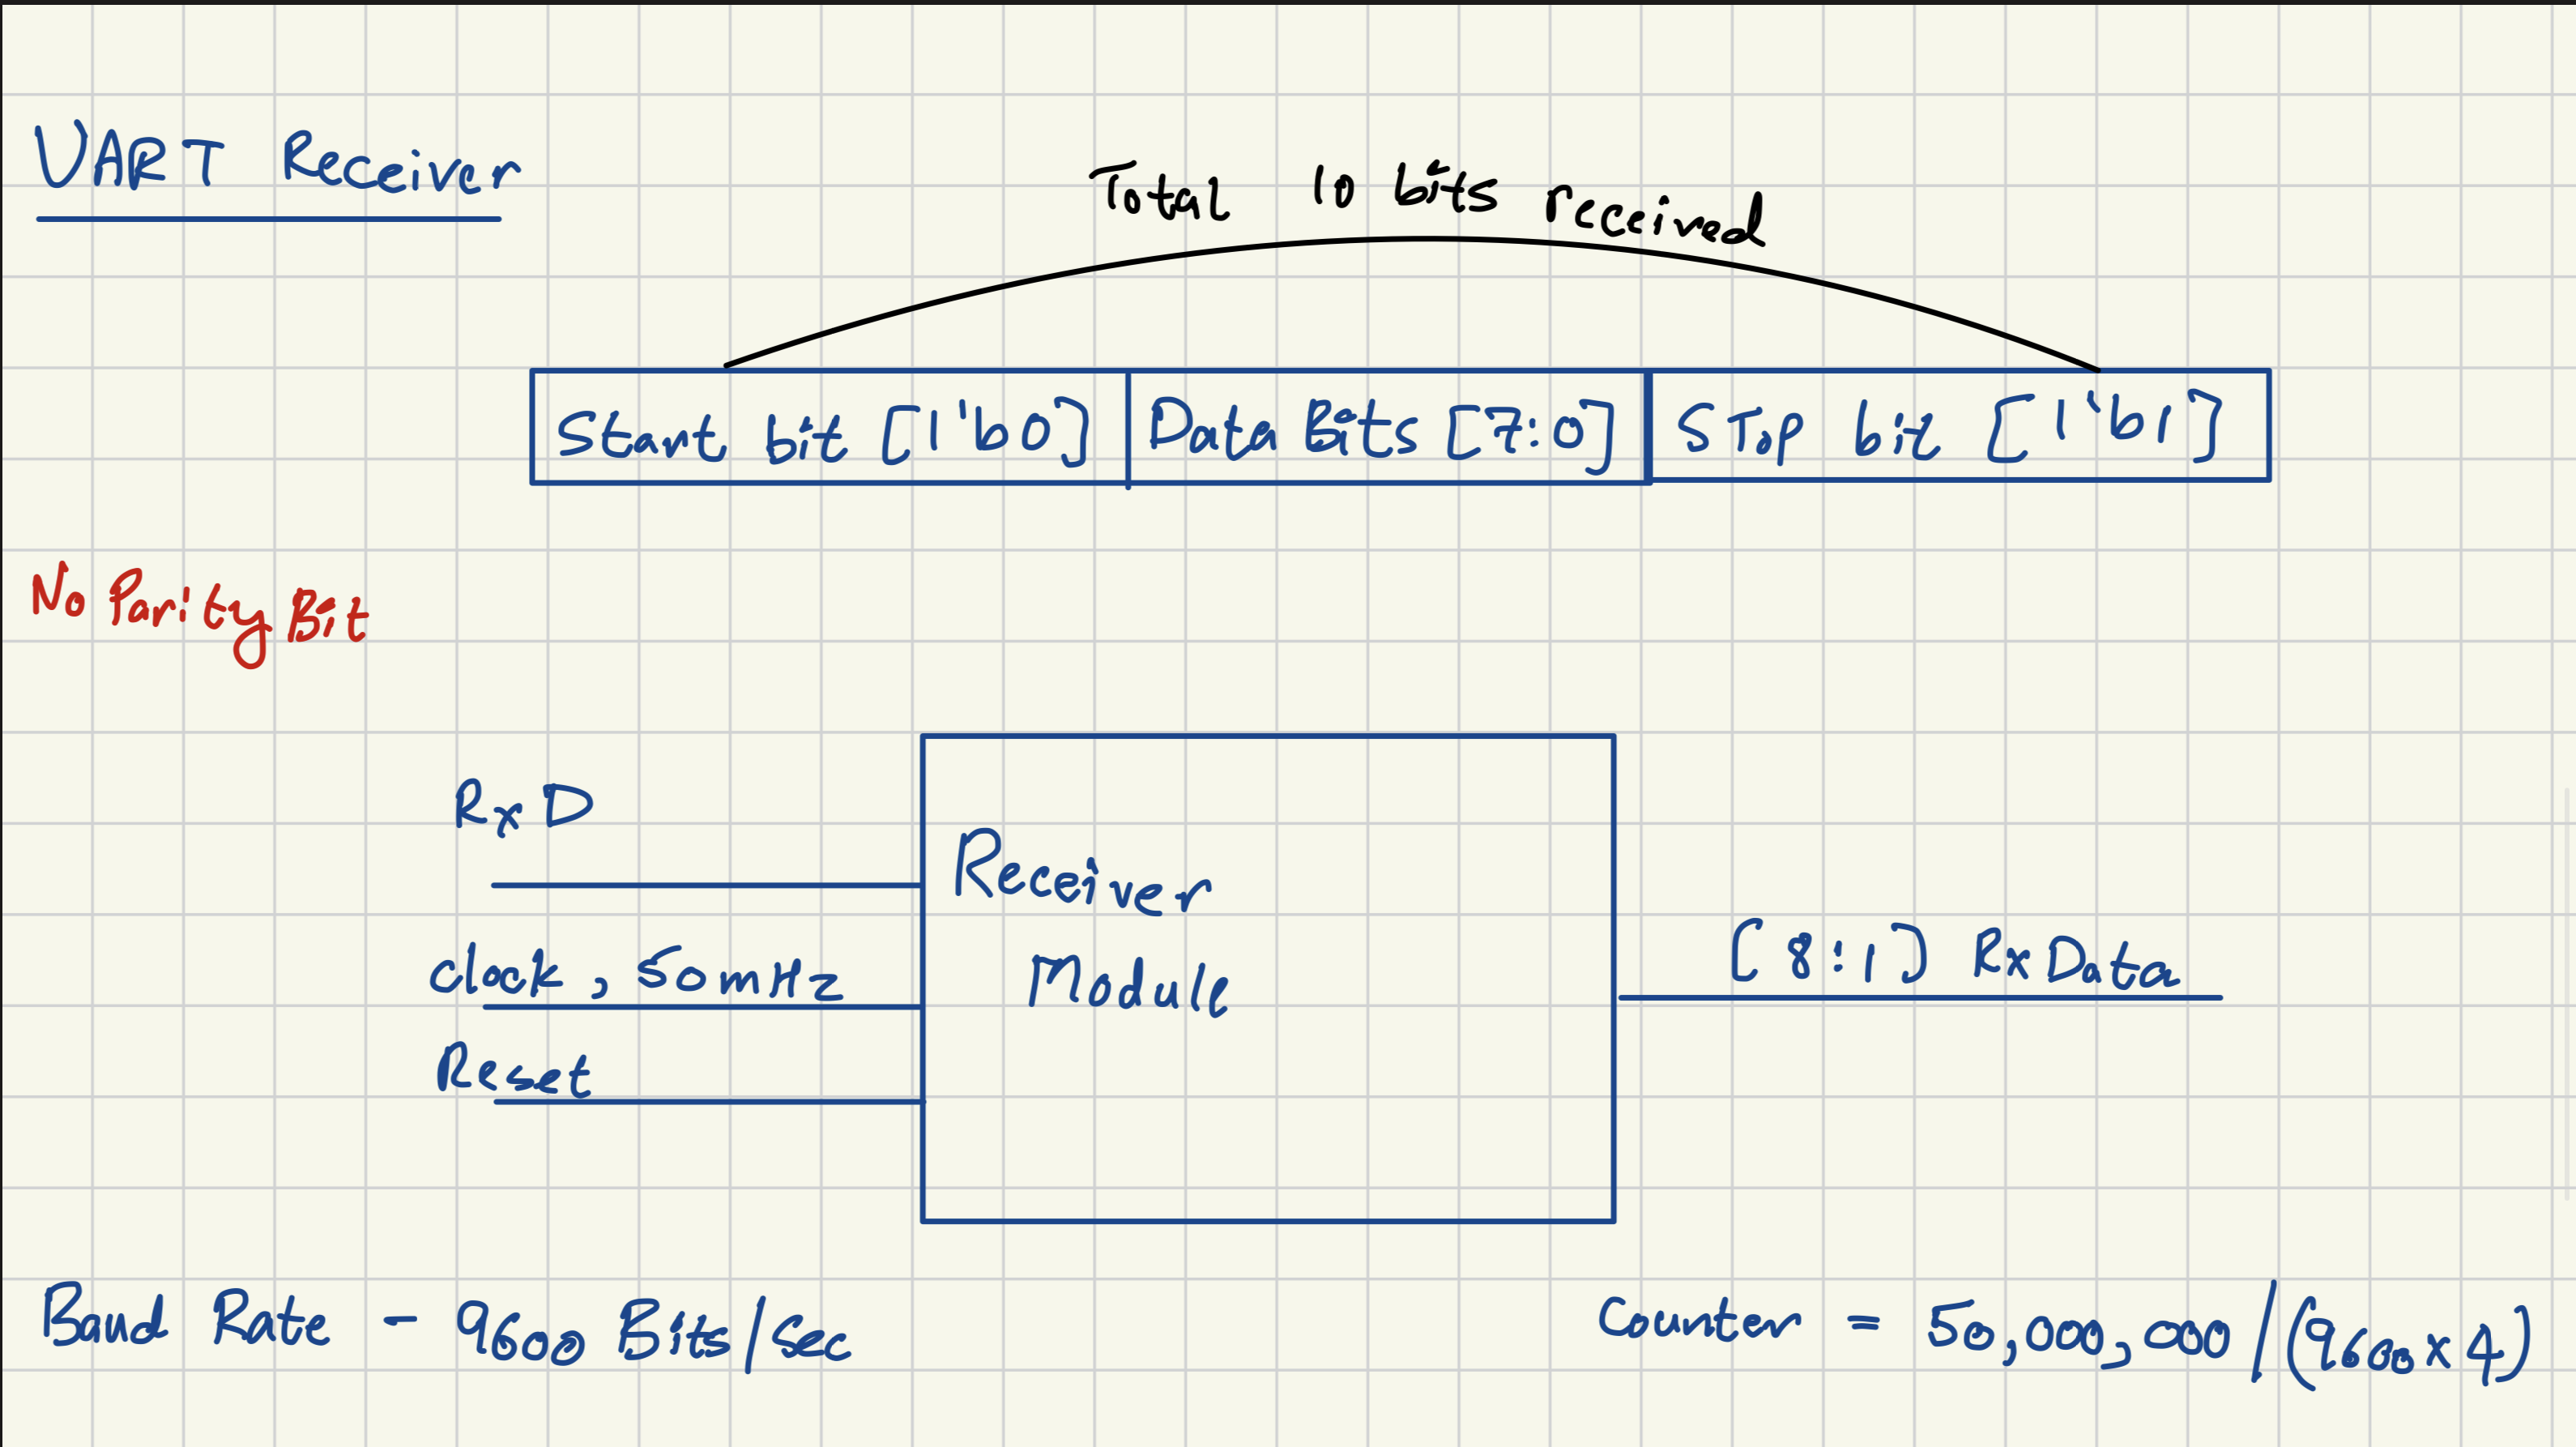 UART Receiver
Total 10 bits received
Start bit [1'b0] Data Bits [7:0] STop bit [1'b1]
No Parity Bit
RxD
Receiver
clock, 50mHz
Module
[8:1] RxData
Reset
Baud Rate - 9600 Bits/sec
Counter = 50,000,000/(9600x4)